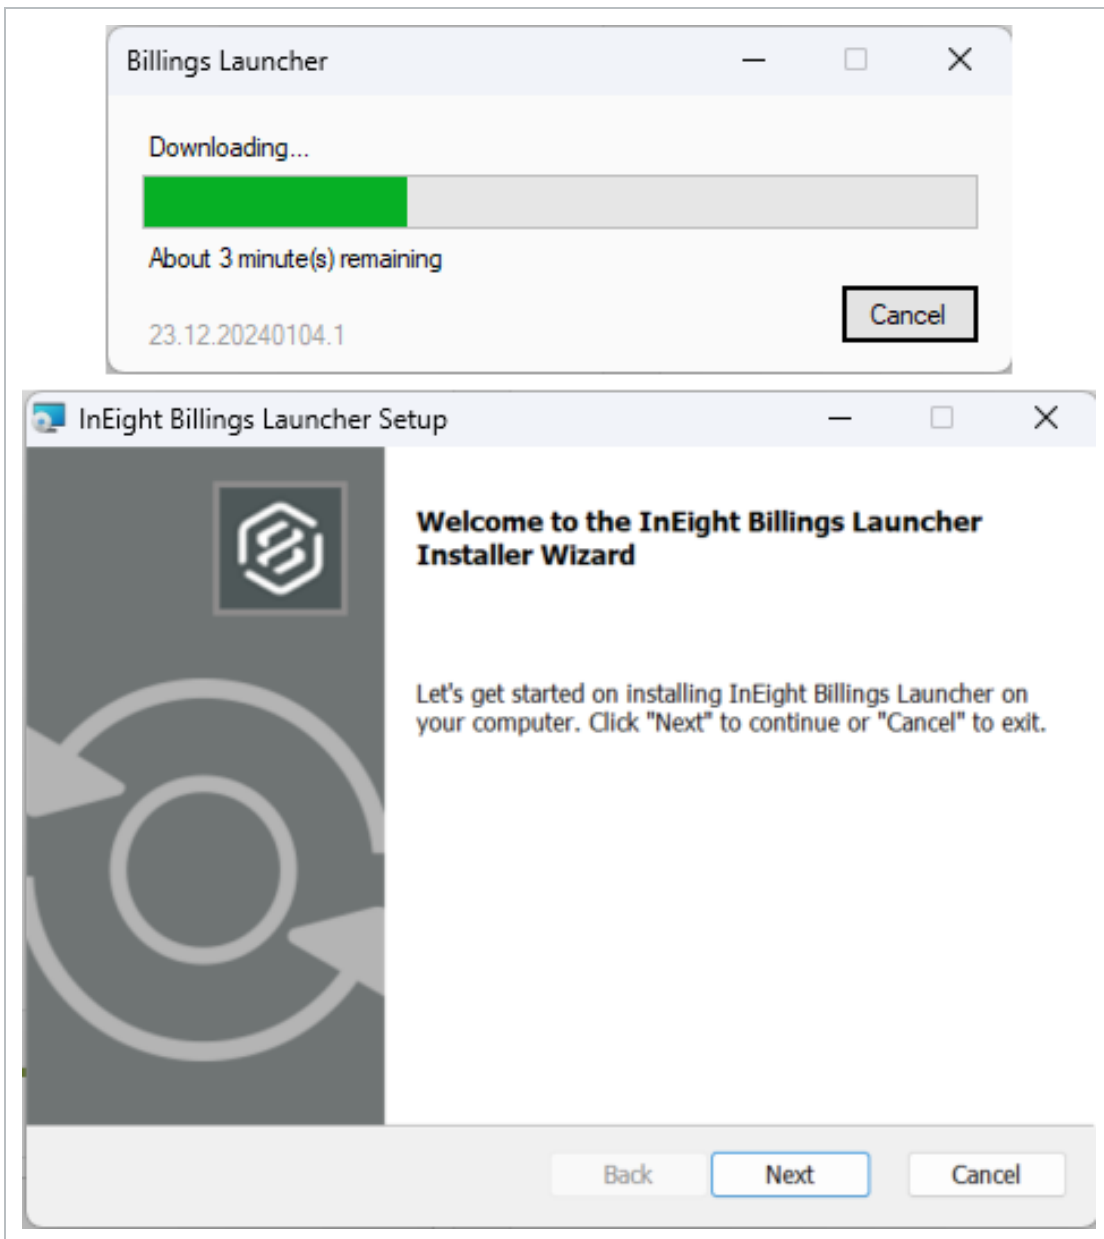 Billings Launcher
Downloading...
About 3 minute(s) remaining
Cancel
23.12.20240104.1
InEight Billings Launcher Setup
Welcome to the InEight Billings Launcher
Installer Wizard
Let's get started on installing InEight Billings Launcher on
your computer. Click "Next" to continue or "Cancel" to exit.
Back Next Cancel